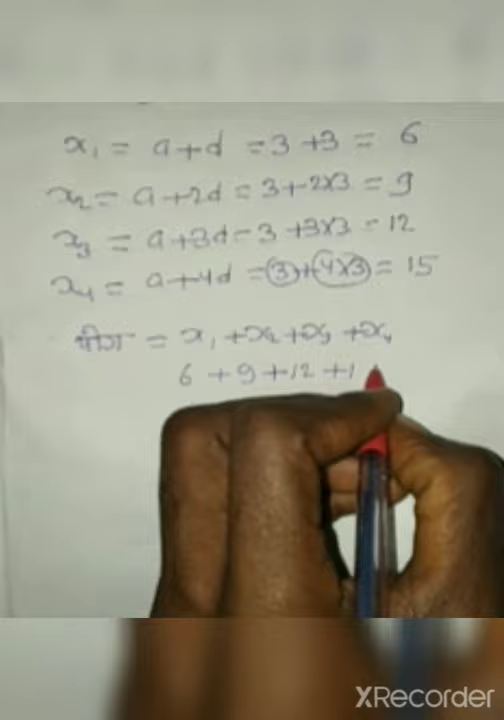 x₁ = a+d = 3+3 = 6
x₂ = a+2d = 3+2×3 = 9
x₃ = a+3d = 3+3×3 = 12
x₄ = a+4d = 3+4×3 = 15
योग = x₁+x₂+x₃+x₄
6+9+12+1
XRecorder